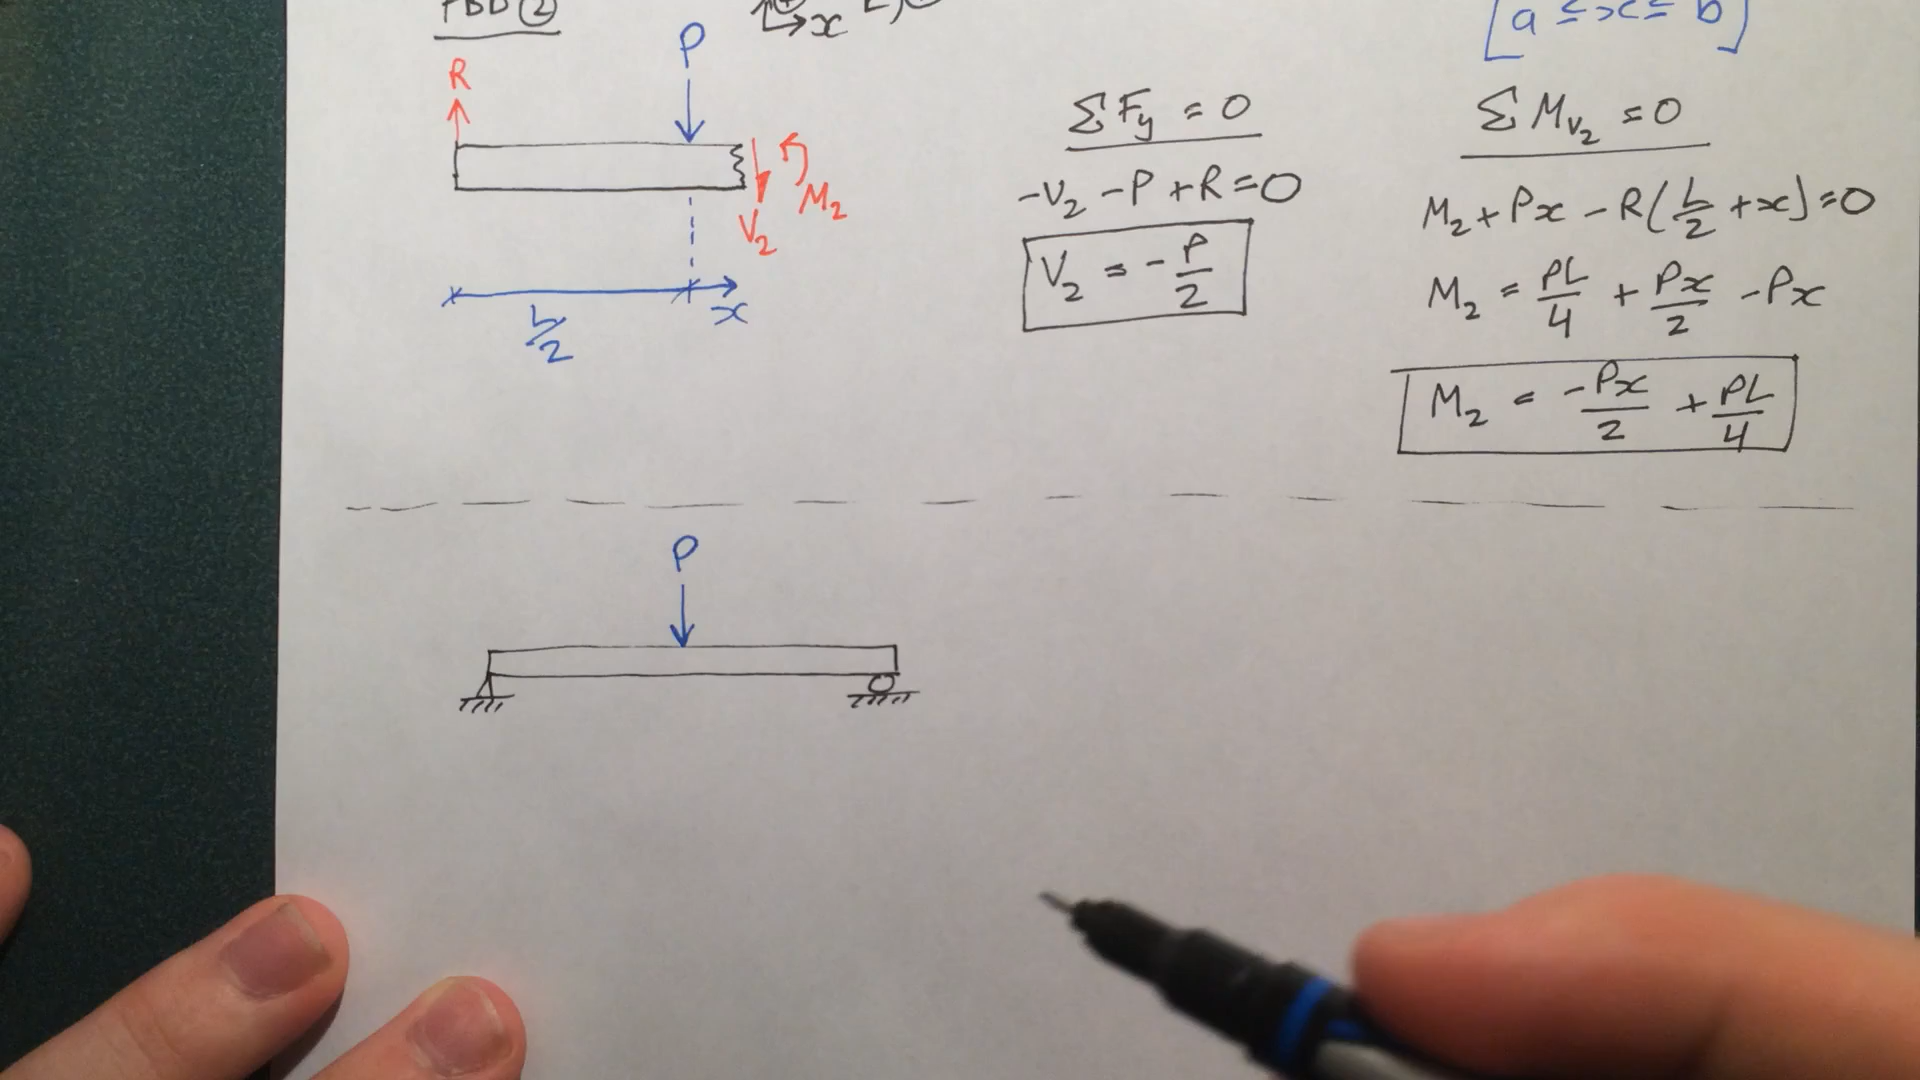 FBD ②
x
[a ≤ x ≤ b]
P
R
V₂
M₂
L/2
x
ΣFy = 0
-V₂ - P + R = 0
V₂ = -P/2
ΣM_V₂ = 0
M₂ + Px - R(L/2 + x) = 0
M₂ = PL/4 + Px/2 - Px
M₂ = -Px/2 + PL/4
P